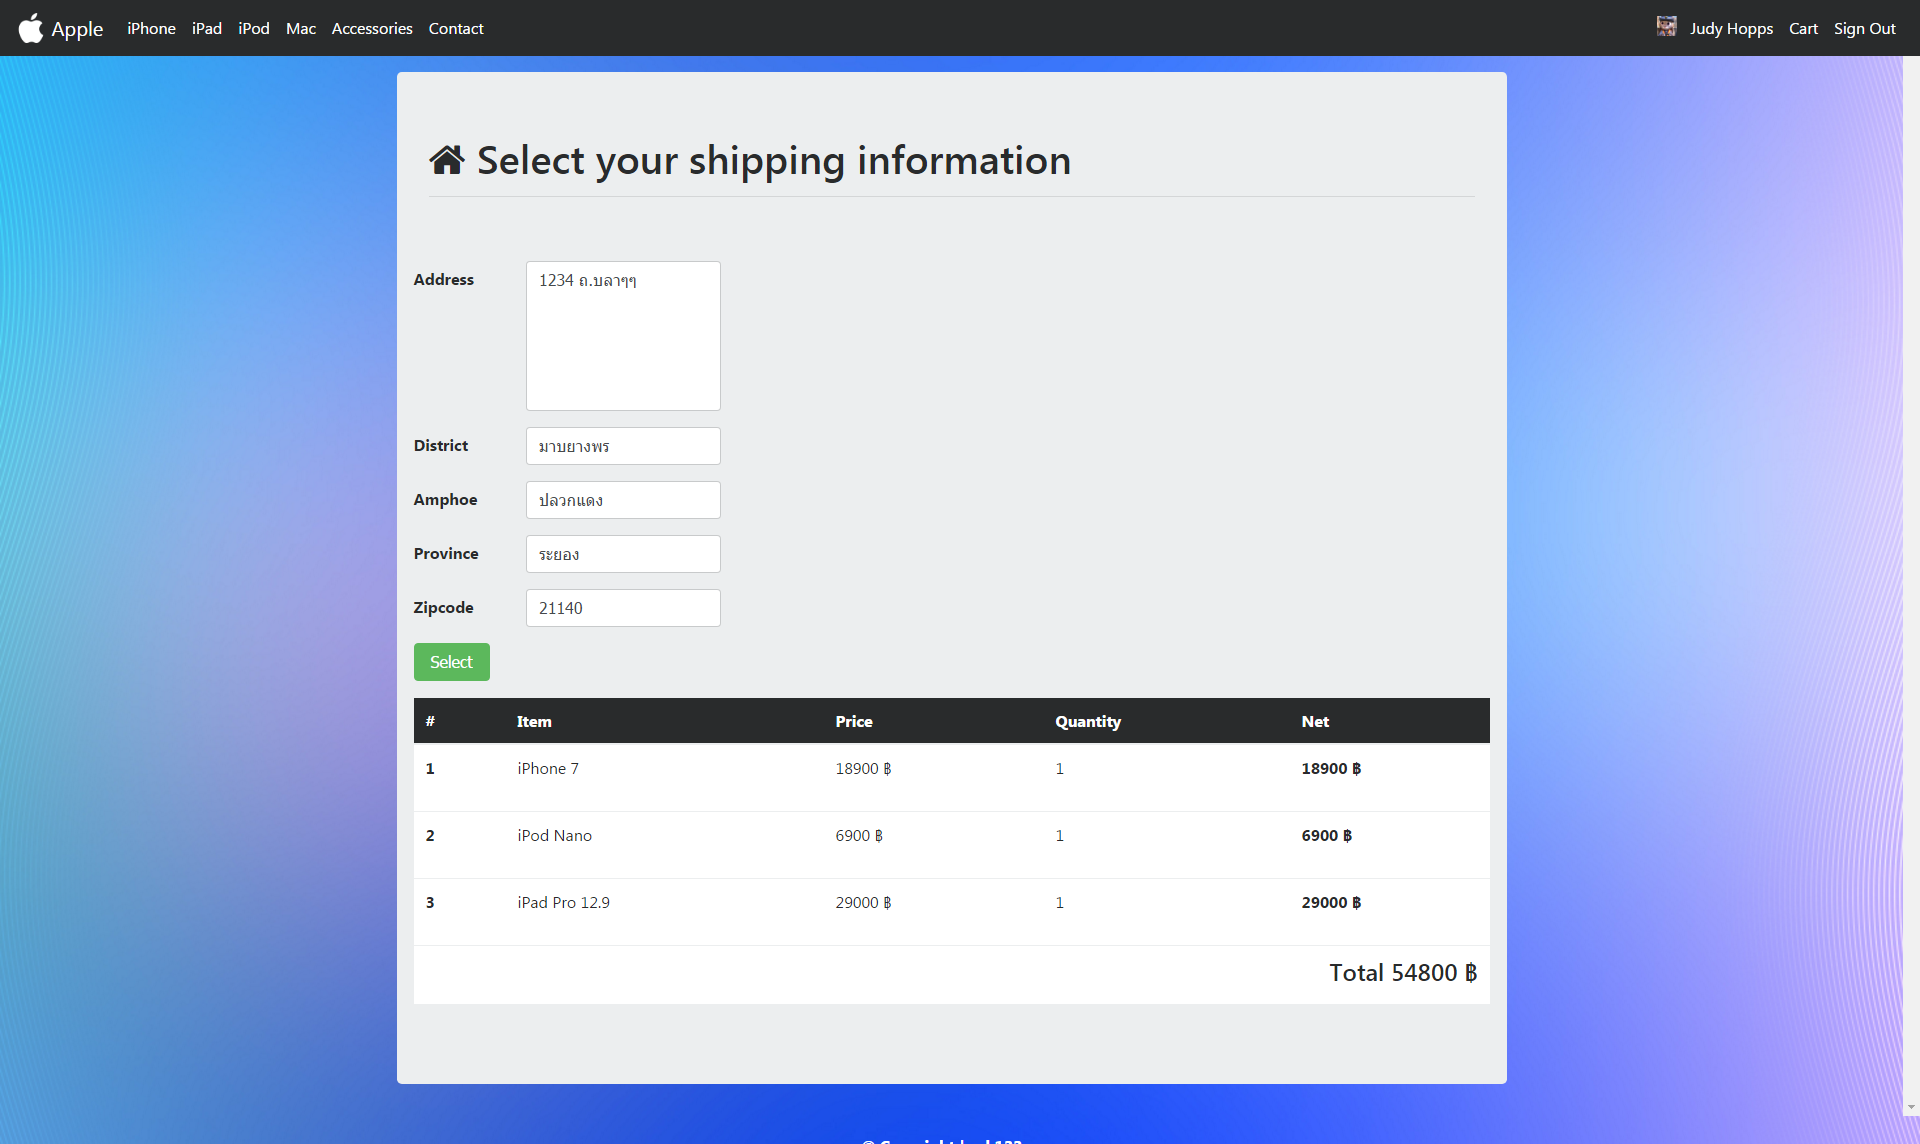 Apple iPhone iPad iPod Mac Accessories Contact Judy Hopps Cart Sign Out
Select your shipping information
Address 1234 ถ.บลาๆๆ
District มาบยางพร
Amphoe ปลวกแดง
Province ระยอง
Zipcode 21140
Select
# Item Price Quantity Net
1 iPhone 7 18900 ฿ 1 18900 ฿
2 iPod Nano 6900 ฿ 1 6900 ฿
3 iPad Pro 12.9 29000 ฿ 1 29000 ฿
Total 54800 ฿